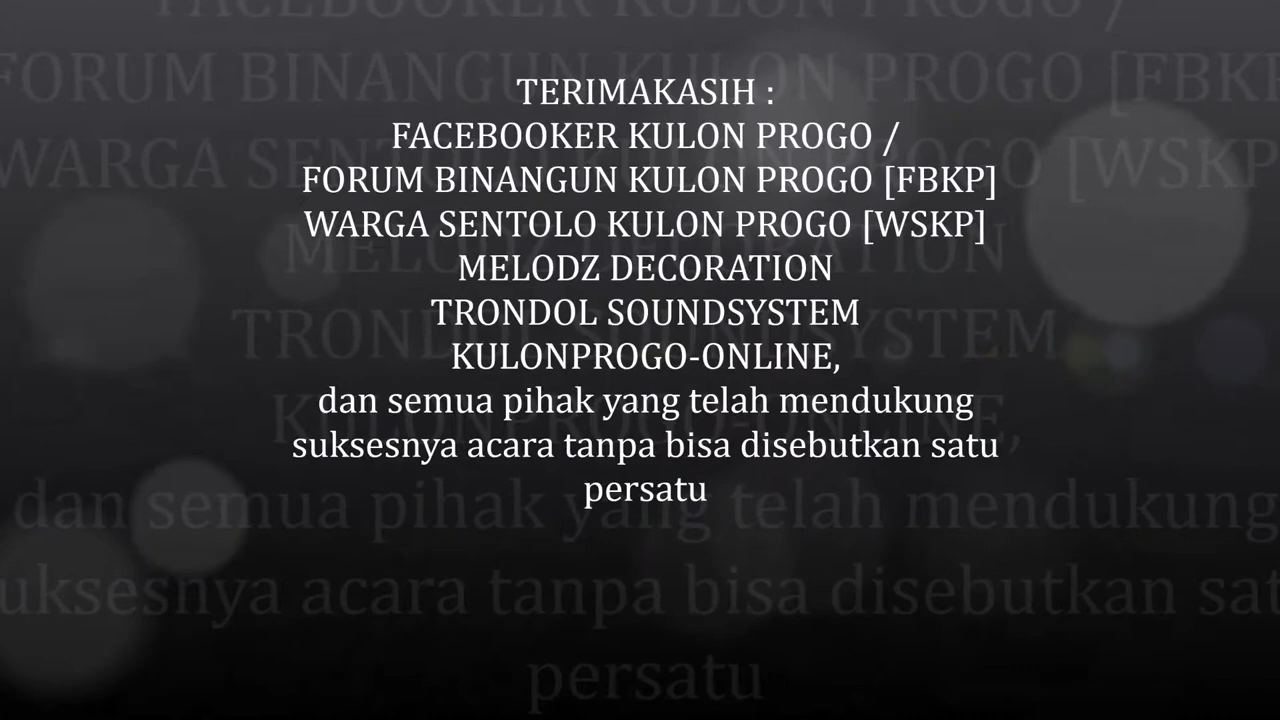 TERIMAKASIH :
FACEBOOKER KULON PROGO /
FORUM BINANGUN KULON PROGO [FBKP]
WARGA SENTOLO KULON PROGO [WSKP]
MELODZ DECORATION
TRONDOL SOUNDSYSTEM
KULONPROGO-ONLINE,
dan semua pihak yang telah mendukung
suksesnya acara tanpa bisa disebutkan satu
persatu